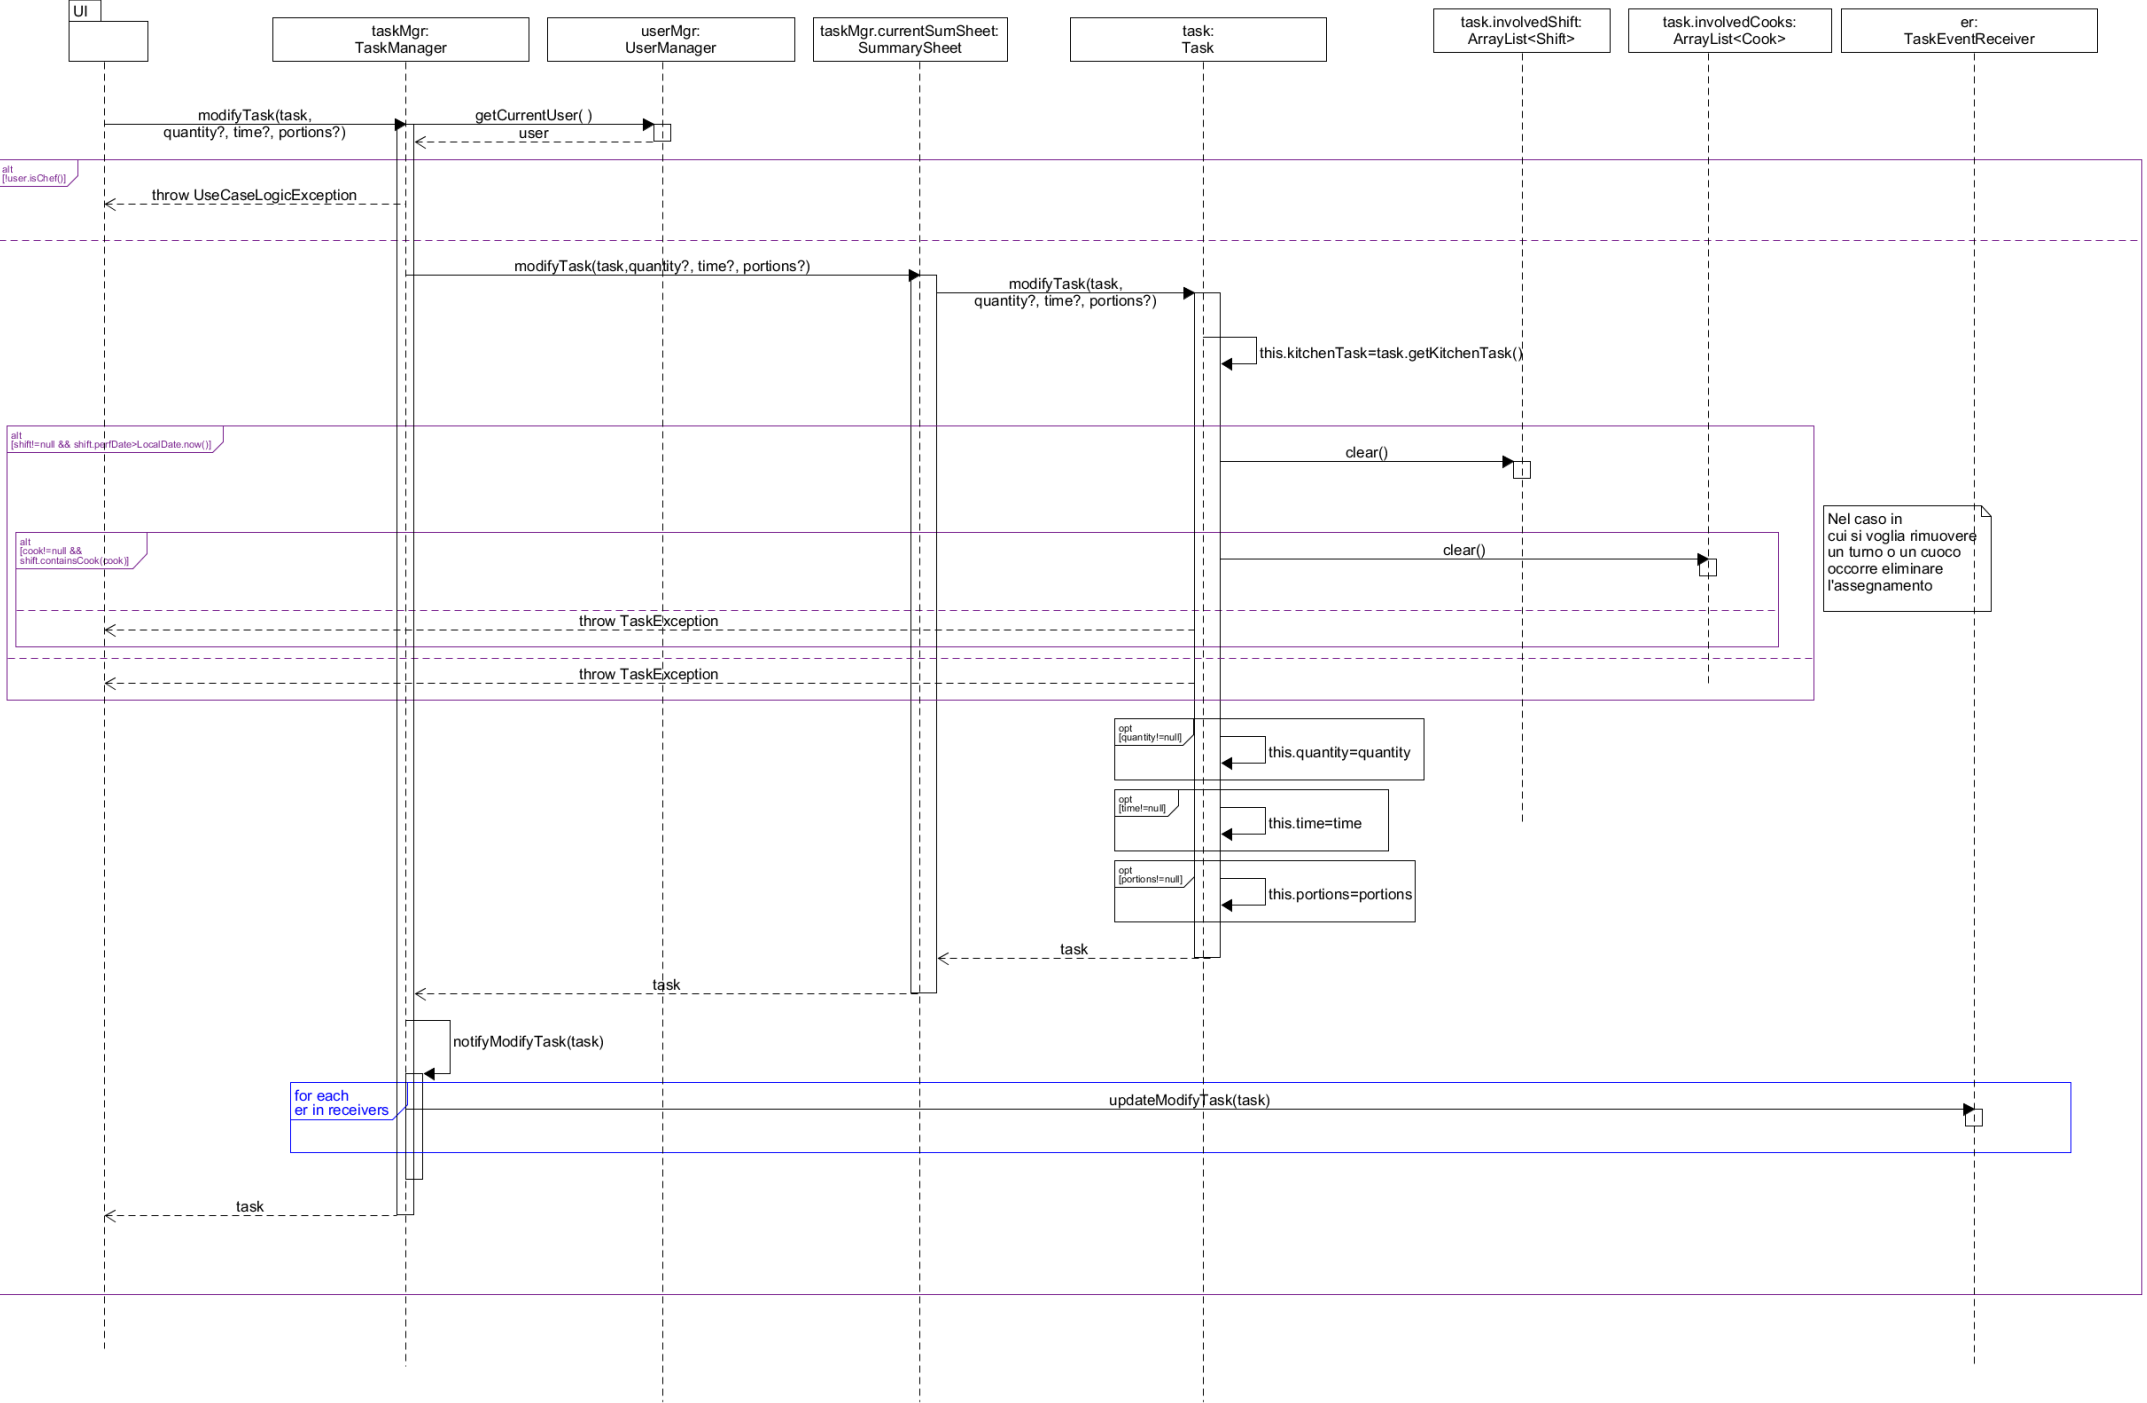 UI
taskMgr:
TaskManager
userMgr:
UserManager
taskMgr.currentSumSheet:
SummarySheet
task:
Task
task.involvedShift:
ArrayList<Shift>
task.involvedCooks:
ArrayList<Cook>
er:
TaskEventReceiver
modifyTask(task,
quantity?, time?, portions?)
getCurrentUser( )
user
alt
[!user.isChef()]
throw UseCaseLogicException
modifyTask(task,quantity?, time?, portions?)
modifyTask(task,
quantity?, time?, portions?)
this.kitchenTask=task.getKitchenTask()
alt
[shift!=null && shift.perfDate>LocalDate.now()]
clear()
alt
[cook!=null &&
shift.containsCook(cook)]
clear()
Nel caso in
cui si voglia rimuovere
un turno o un cuoco
occorre eliminare
l'assegnamento
throw TaskException
throw TaskException
opt
[quantity!=null]
this.quantity=quantity
opt
[time!=null]
this.time=time
opt
[portions!=null]
this.portions=portions
task
task
notifyModifyTask(task)
for each
er in receivers
updateModifyTask(task)
task